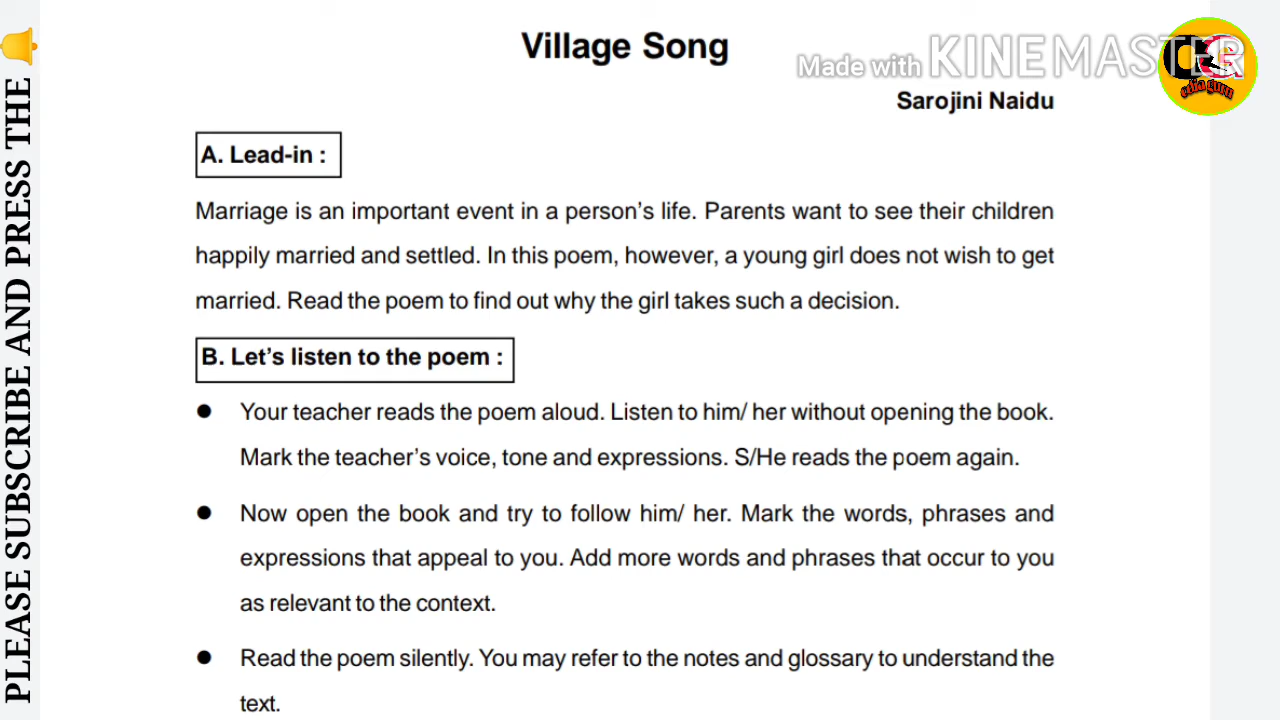 PLEASE SUBSCRIBE AND PRESS THE
Village Song
Made with KINEMASTER
edio guru
Sarojini Naidu
A. Lead-in :
Marriage is an important event in a person's life. Parents want to see their children
happily married and settled. In this poem, however, a young girl does not wish to get
married. Read the poem to find out why the girl takes such a decision.
B. Let's listen to the poem :
● Your teacher reads the poem aloud. Listen to him/ her without opening the book.
Mark the teacher's voice, tone and expressions. S/He reads the poem again.
● Now open the book and try to follow him/ her. Mark the words, phrases and
expressions that appeal to you. Add more words and phrases that occur to you
as relevant to the context.
● Read the poem silently. You may refer to the notes and glossary to understand the
text.